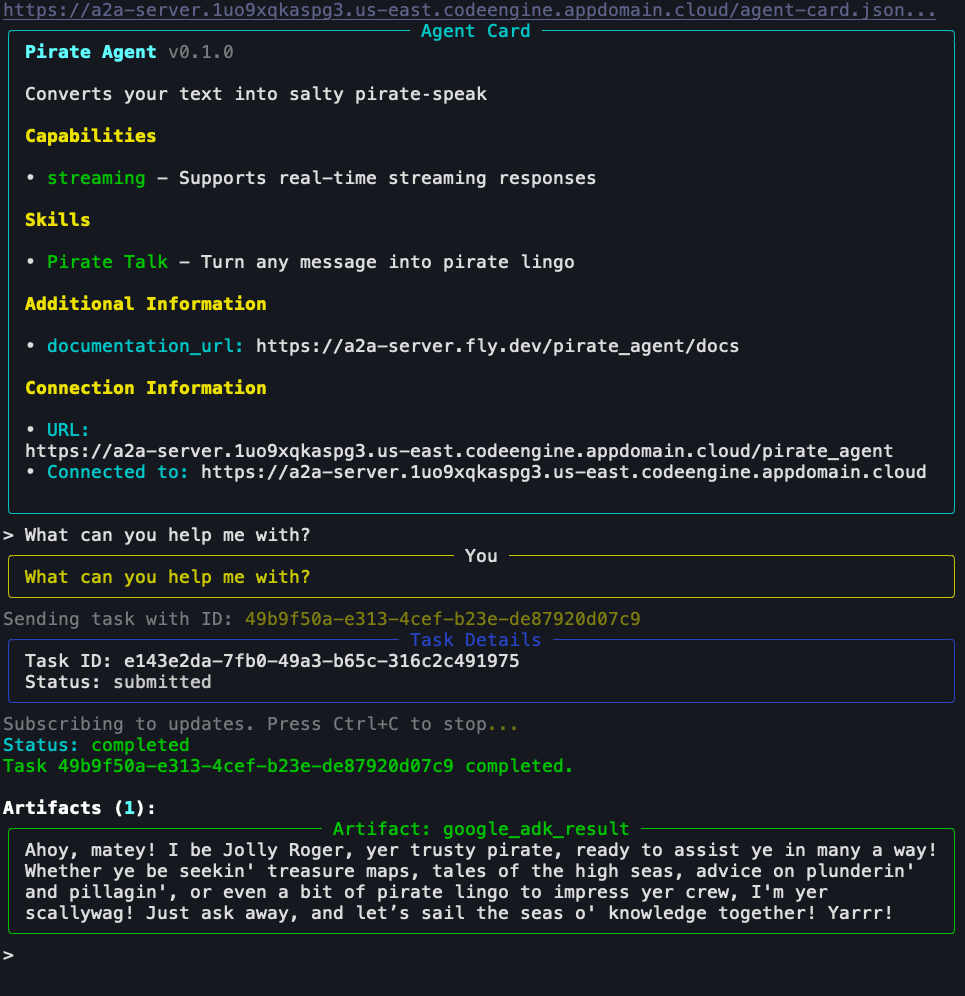 https://a2a-server.1uo9xqkaspg3.us-east.codeengine.appdomain.cloud/agent-card.json...
Agent Card
Pirate Agent v0.1.0
Converts your text into salty pirate-speak
Capabilities
• streaming – Supports real-time streaming responses
Skills
• Pirate Talk – Turn any message into pirate lingo
Additional Information
• documentation_url: https://a2a-server.fly.dev/pirate_agent/docs
Connection Information
• URL:
https://a2a-server.1uo9xqkaspg3.us-east.codeengine.appdomain.cloud/pirate_agent
• Connected to: https://a2a-server.1uo9xqkaspg3.us-east.codeengine.appdomain.cloud
> What can you help me with?
You
What can you help me with?
Sending task with ID: 49b9f50a-e313-4cef-b23e-de87920d07c9
Task Details
Task ID: e143e2da-7fb0-49a3-b65c-316c2c491975
Status: submitted
Subscribing to updates. Press Ctrl+C to stop...
Status: completed
Task 49b9f50a-e313-4cef-b23e-de87920d07c9 completed.
Artifacts (1):
Artifact: google_adk_result
Ahoy, matey! I be Jolly Roger, yer trusty pirate, ready to assist ye in many a way!
Whether ye be seekin' treasure maps, tales of the high seas, advice on plunderin'
and pillagin', or even a bit of pirate lingo to impress yer crew, I'm yer
scallywag! Just ask away, and let’s sail the seas o' knowledge together! Yarrr!
>